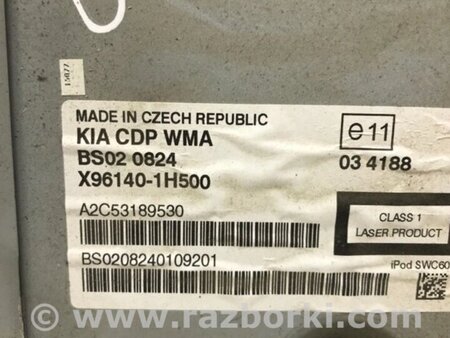 15077
MADE IN CZECH REPUBLIC
KIA CDP WMA
BS02 0824
X96140-1H500
e11
03 4188
A2C53189530
BS0208240109201
CLASS 1
LASER PRODUCT
iPod SWC60
www.razborki.com